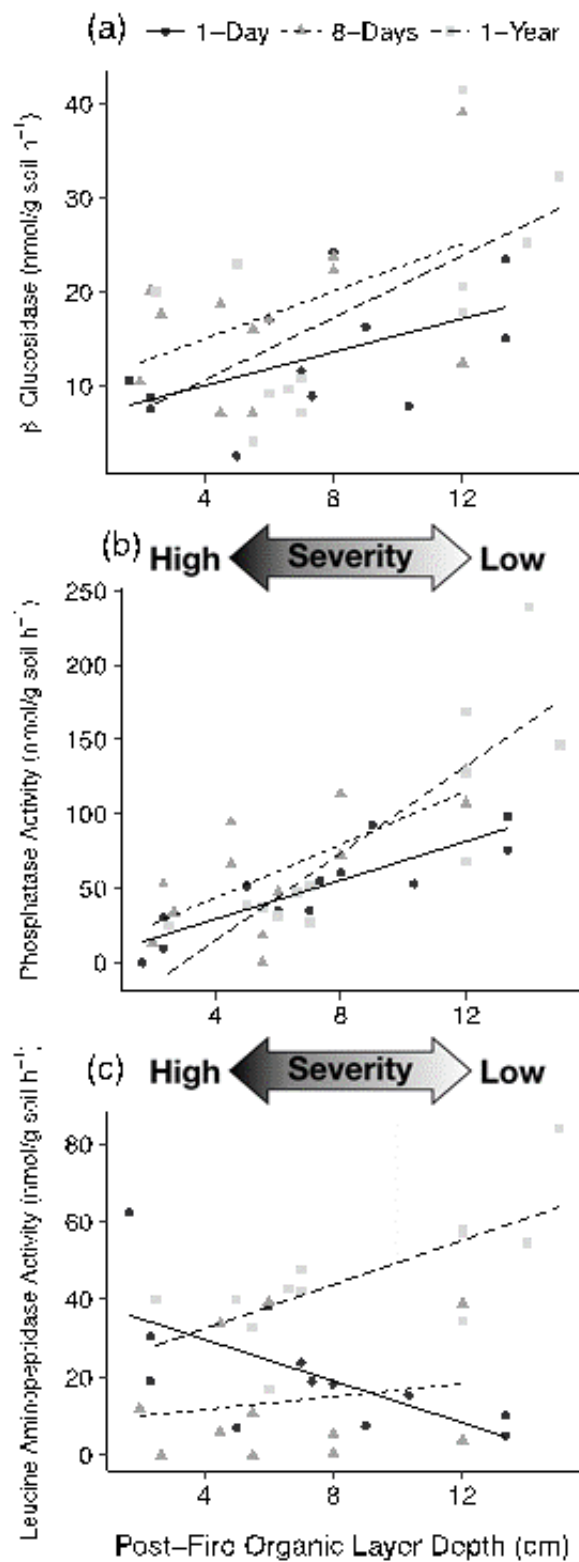 (a) 1-Day 8-Days 1-Year
β Glucosidase (nmol/g soil h⁻¹)
40
30
20
10
4 8 12
(b) High Severity Low
Phosphatase Activity (nmol/g soil h⁻¹)
250
200
150
100
50
0
4 8 12
(c) High Severity Low
Leucine Aminopeptidase Activity (nmol/g soil h⁻¹)
80
60
40
20
0
4 8 12
Post-Fire Organic Layer Depth (cm)